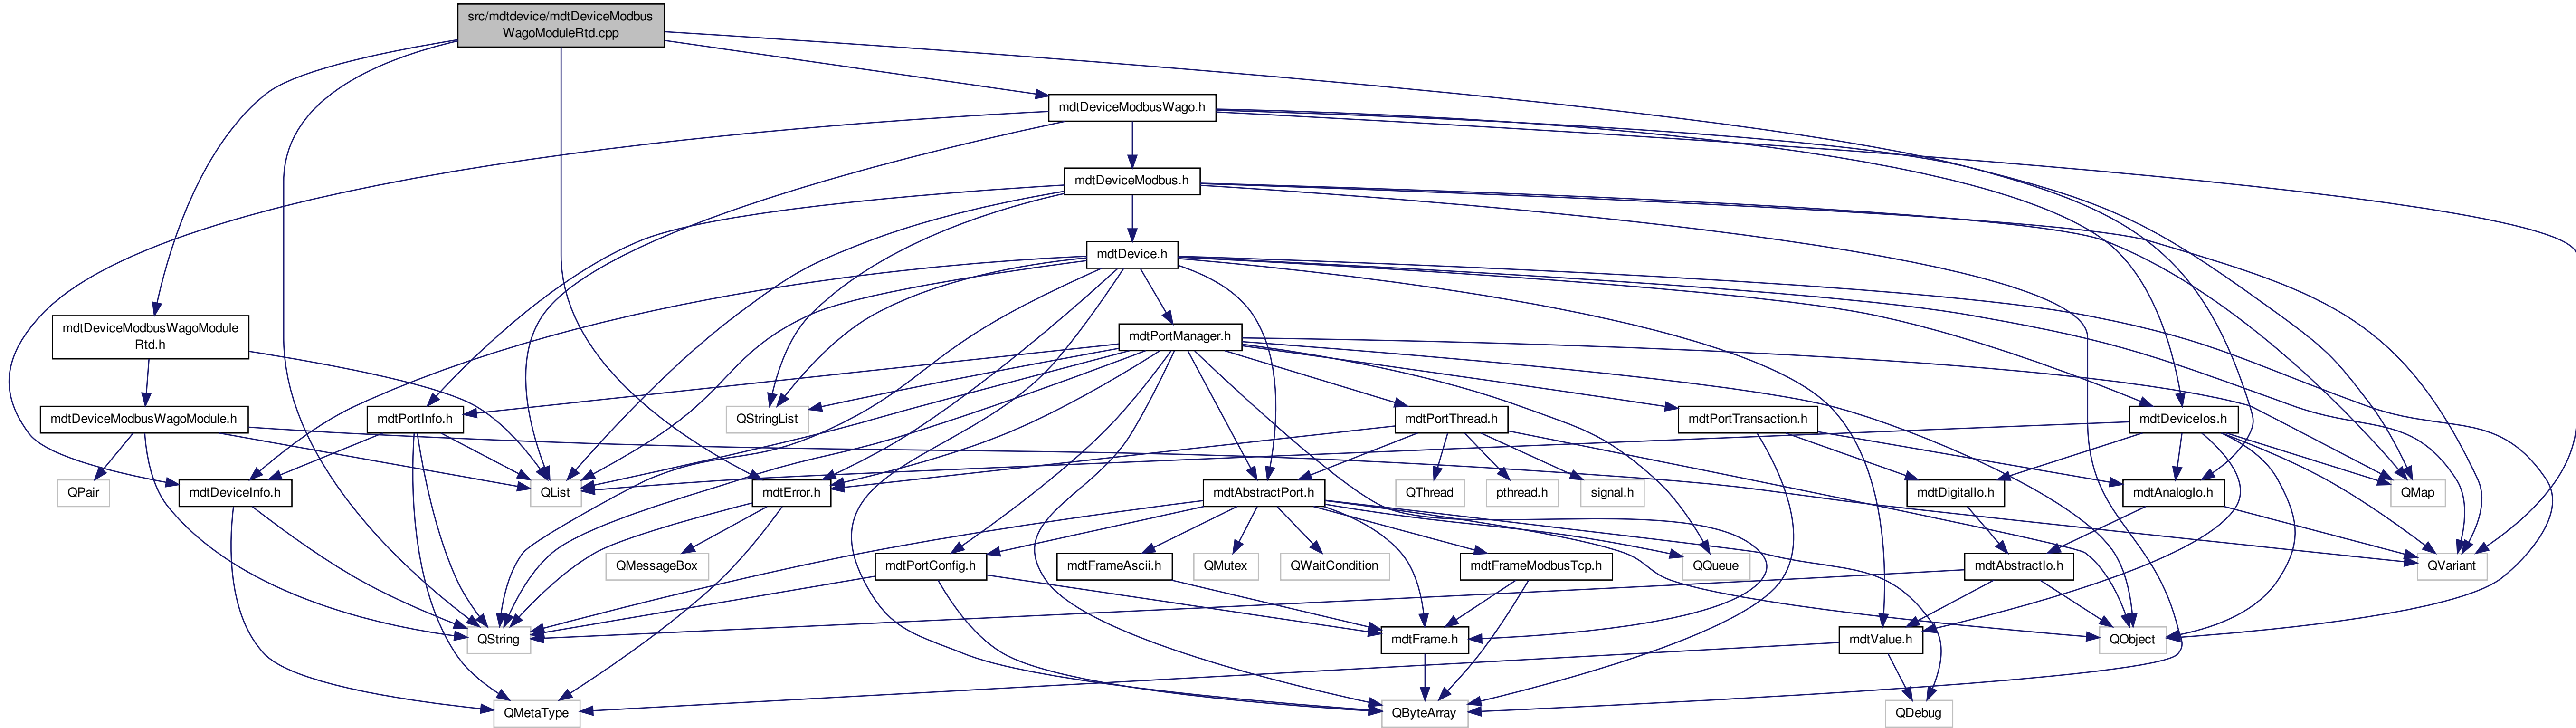 src/mdtdevice/mdtDeviceModbus
WagoModuleRtd.cpp
mdtDeviceModbusWago.h
mdtDeviceModbus.h
mdtDevice.h
mdtDeviceModbusWagoModule
Rtd.h
mdtPortManager.h
mdtDeviceModbusWagoModule.h
mdtPortInfo.h
QStringList
mdtPortThread.h
mdtPortTransaction.h
mdtDeviceIos.h
QPair
mdtDeviceInfo.h
QList
mdtError.h
mdtAbstractPort.h
QThread
pthread.h
signal.h
mdtDigitalIo.h
mdtAnalogIo.h
QMap
QMessageBox
mdtPortConfig.h
mdtFrameAscii.h
QMutex
QWaitCondition
mdtFrameModbusTcp.h
QQueue
mdtAbstractIo.h
QVariant
QString
mdtFrame.h
mdtValue.h
QObject
QMetaType
QByteArray
QDebug